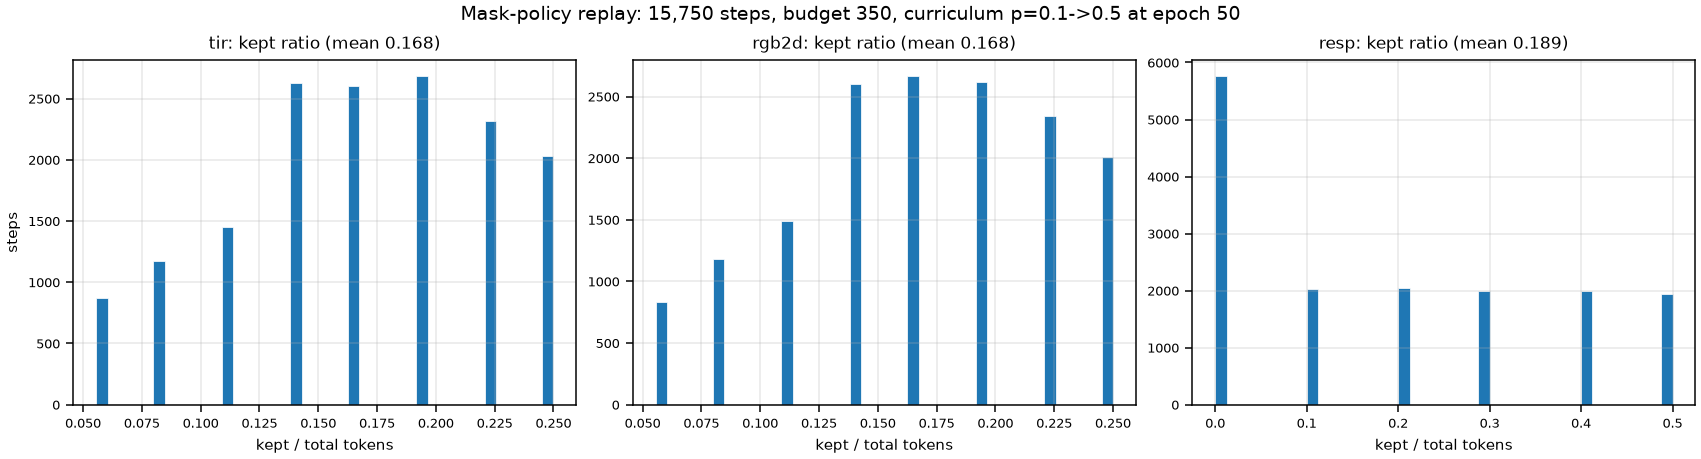 Mask-policy replay: 15,750 steps, budget 350, curriculum p=0.1->0.5 at epoch 50
tir: kept ratio (mean 0.168)
steps
2500
2000
1500
1000
500
0
0.050 0.075 0.100 0.125 0.150 0.175 0.200 0.225 0.250
kept / total tokens
rgb2d: kept ratio (mean 0.168)
2500
2000
1500
1000
500
0
0.050 0.075 0.100 0.125 0.150 0.175 0.200 0.225 0.250
kept / total tokens
resp: kept ratio (mean 0.189)
6000
5000
4000
3000
2000
1000
0
0.0 0.1 0.2 0.3 0.4 0.5
kept / total tokens